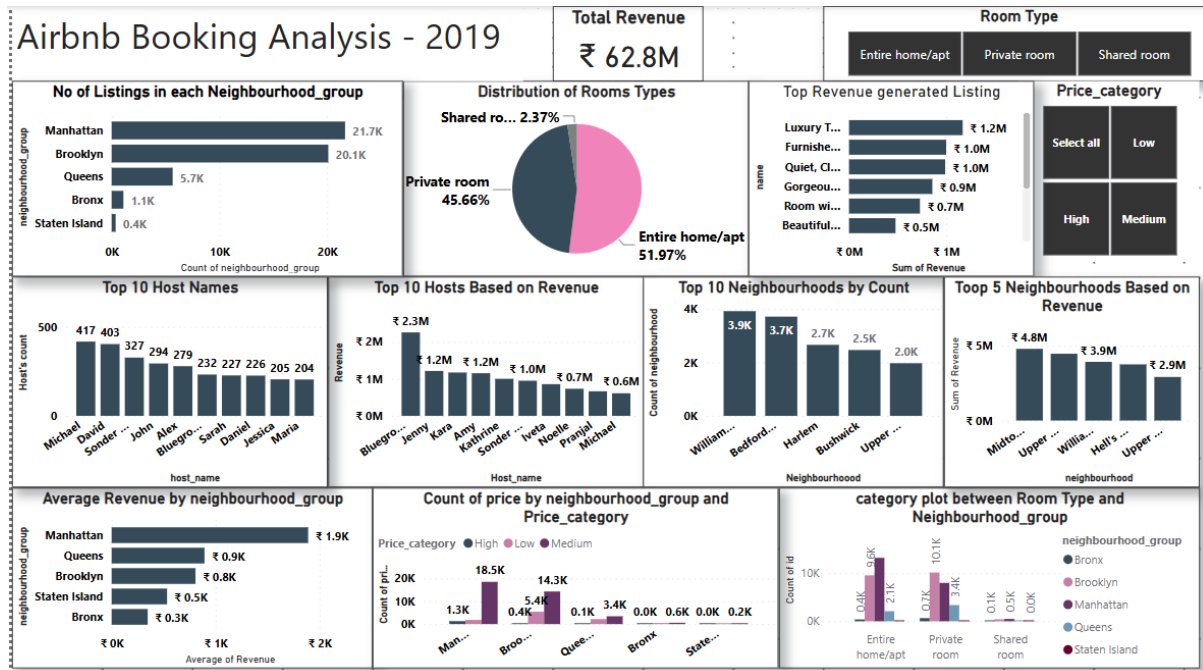 Airbnb Booking Analysis - 2019
Total Revenue
₹ 62.8M
Room Type
Entire home/apt
Private room
Shared room
No of Listings in each Neighbourhood_group
neighbourhood_group
Manhattan
21.7K
Brooklyn
20.1K
Queens
5.7K
Bronx
1.1K
Staten Island
0.4K
0K
10K
20K
Count of neighbourhood_group
Distribution of Rooms Types
Shared ro... 2.37%
Private room
45.66%
Entire home/apt
51.97%
Top Revenue generated Listing
name
Luxury T...
₹ 1.2M
Furnishe...
₹ 1.0M
Quiet, Cl...
₹ 1.0M
Gorgeou...
₹ 0.9M
Room wi...
₹ 0.7M
Beautiful...
₹ 0.5M
₹ 0M
₹ 1M
Sum of Revenue
Price_category
Select all
Low
High
Medium
Top 10 Host Names
Host's count
500
0
417
403
327
294
279
232
227
226
205
204
Michael
David
Sonder ...
John
Alex
Bluegro...
Sarah
Daniel
Jessica
Maria
host_name
Top 10 Hosts Based on Revenue
Revenue
₹ 2M
₹ 1M
₹ 0M
₹ 2.3M
₹ 1.2M
₹ 1.2M
₹ 1.0M
₹ 0.7M
₹ 0.6M
Bluegro...
Jenny
Kara
Amy
Kathrine
Sonder ...
Iveta
Noelle
Pranjal
Michael
Host_name
Top 10 Neighbourhoods by Count
Count of neighbourhood
4K
2K
0K
3.9K
3.7K
2.7K
2.5K
2.0K
William...
Bedford...
Harlem
Bushwick
Upper ...
Neighbourhoood
Toop 5 Neighbourhoods Based on
Revenue
Sum of Revenue
₹ 5M
₹ 0M
₹ 4.8M
₹ 3.9M
₹ 2.9M
Midto...
Upper ...
Willia...
Hell's ...
Upper ...
neighbourhood
Average Revenue by neighbourhood_group
neighbourhood_group
Manhattan
₹ 1.9K
Queens
₹ 0.9K
Brooklyn
₹ 0.8K
Staten Island
₹ 0.5K
Bronx
₹ 0.3K
₹ 0K
₹ 1K
₹ 2K
Average of Revenue
Count of price by neighbourhood_group and
Price_category
Price_category
High
Low
Medium
Count of pri...
20K
10K
0K
1.3K
18.5K
0.4K
5.4K
14.3K
0.1K
3.4K
0.0K
0.6K
0.0K
0.2K
Man...
Broo...
Quee...
Bronx
State...
category plot between Room Type and
Neighbourhood_group
Count of id
10K
0K
0.4K
9.6K
2.1K
0.7K
10.1K
3.4K
0.1K
0.5K
0.0K
Entire
home/apt
Private
room
Shared
room
neighbourhood_group
Bronx
Brooklyn
Manhattan
Queens
Staten Island